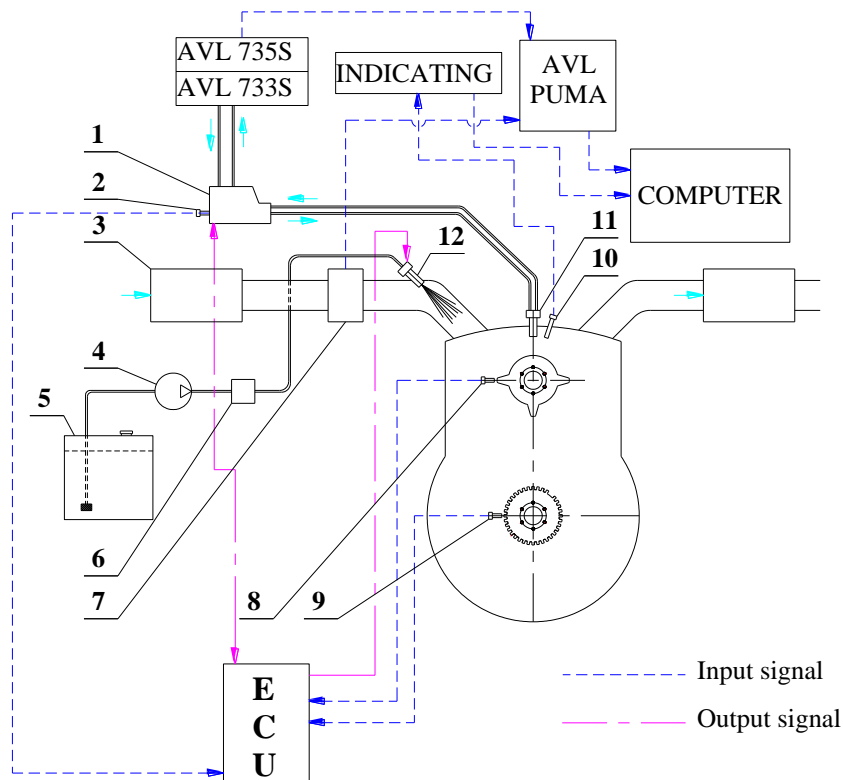 AVL 735S
AVL 733S
INDICATING
AVL
PUMA
COMPUTER
1
2
3
4
5
6
7
8
9
10
11
12
E
C
U
Input signal
Output signal